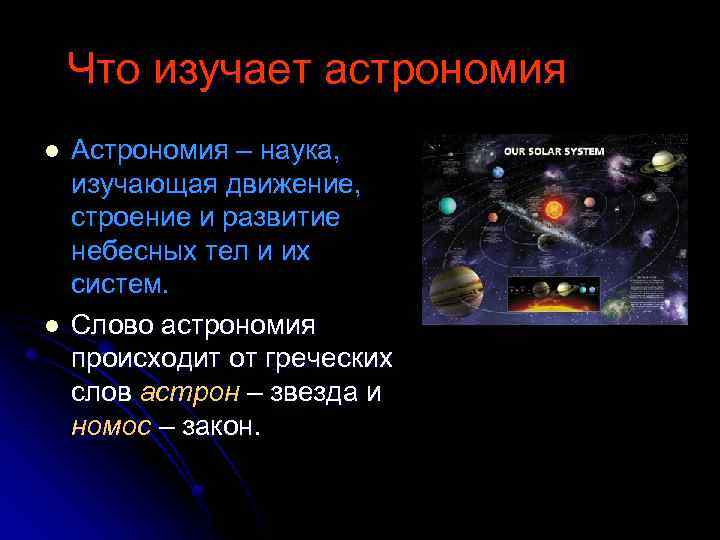 Что изучает астрономия
Астрономия – наука,
изучающая движение,
строение и развитие
небесных тел и их
систем.
Слово астрономия
происходит от греческих
слов астрон – звезда и
номос – закон.
OUR SOLAR SYSTEM